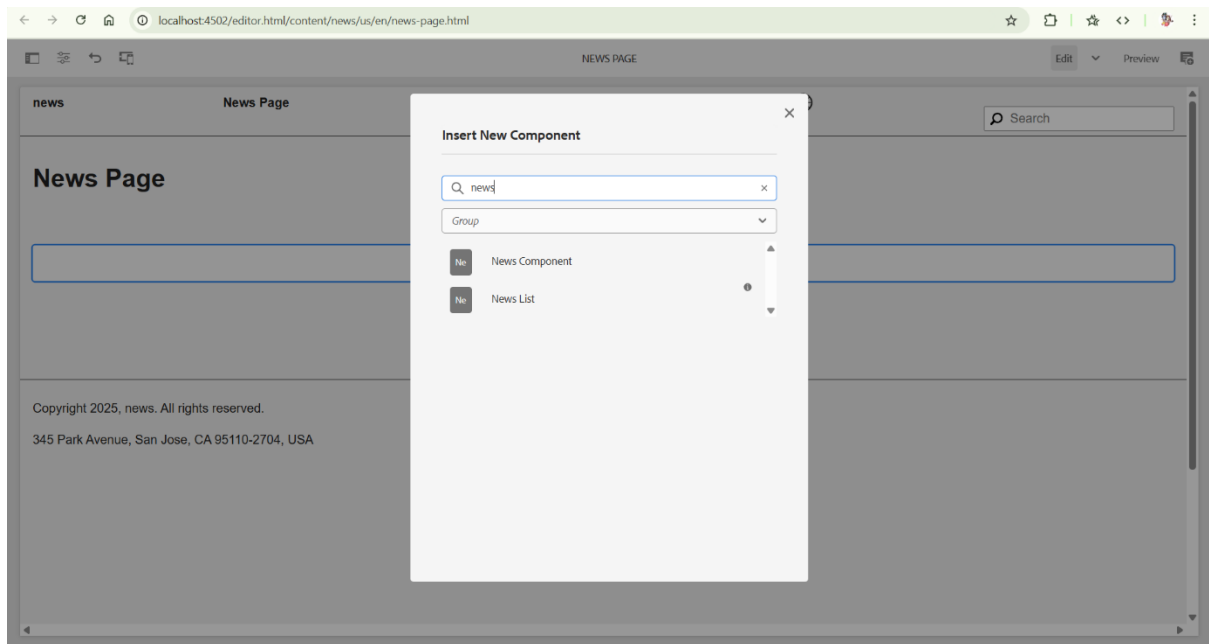 localhost:4502/editor.html/content/news/us/en/news-page.html
NEWS PAGE
Edit
Preview
news
News Page
Search
News Page
Insert New Component
news
Group
Ne News Component
Ne News List
Copyright 2025, news. All rights reserved.
345 Park Avenue, San Jose, CA 95110-2704, USA